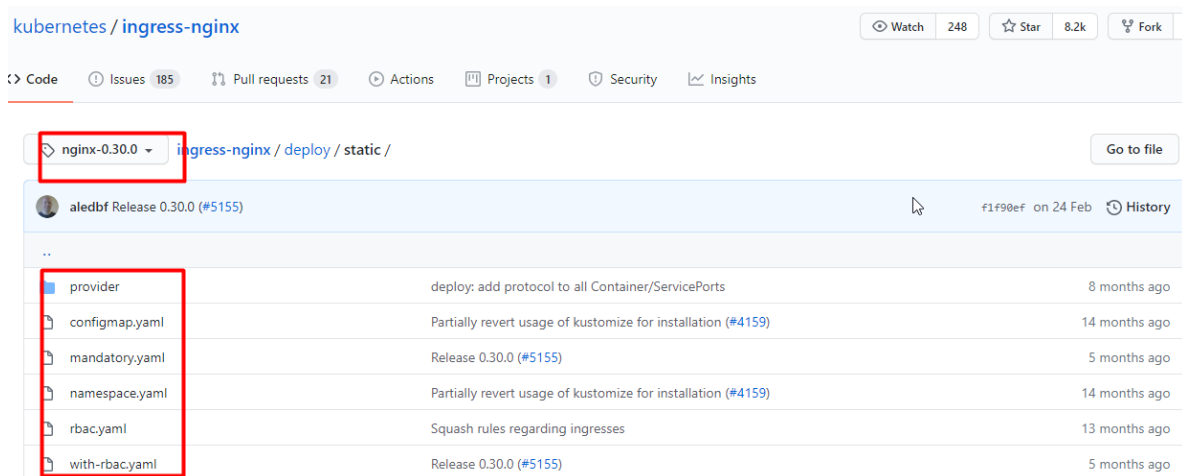 kubernetes / ingress-nginx Watch 248 Star 8.2k Fork
<> Code Issues 185 Pull requests 21 Actions Projects 1 Security Insights
nginx-0.30.0 ingress-nginx / deploy / static / Go to file
aledbf Release 0.30.0 (#5155) f1f90ef on 24 Feb History
..
provider deploy: add protocol to all Container/ServicePorts 8 months ago
configmap.yaml Partially revert usage of kustomize for installation (#4159) 14 months ago
mandatory.yaml Release 0.30.0 (#5155) 5 months ago
namespace.yaml Partially revert usage of kustomize for installation (#4159) 14 months ago
rbac.yaml Squash rules regarding ingresses 13 months ago
with-rbac.yaml Release 0.30.0 (#5155) 5 months ago